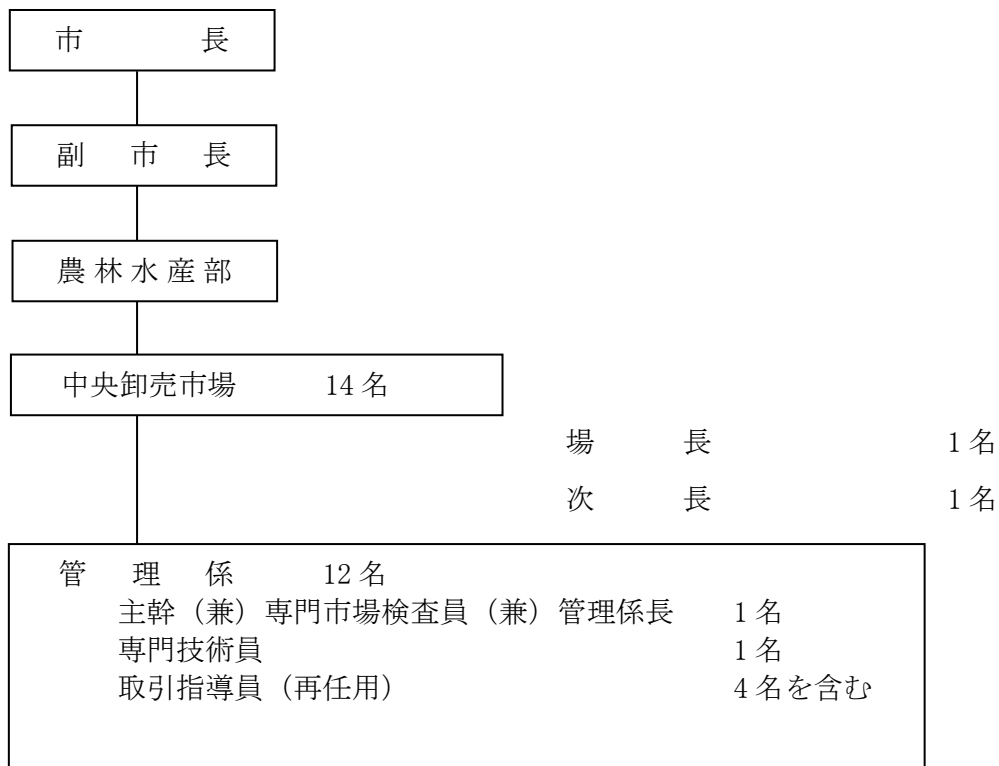 市　　　長
副　市　長
農林水産部
中央卸売市場　　14名
場　　長　　　　1名
次　　長　　　　1名
管　理　係　　12名
主幹（兼）専門市場検査員（兼）管理係長　　1名
専門技術員　　1名
取引指導員（再任用）　　4名を含む